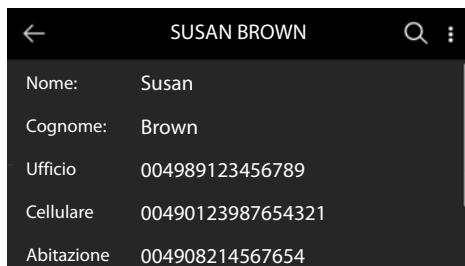 SUSAN BROWN
Nome: Susan
Cognome: Brown
Ufficio 004989123456789
Cellulare 00490123987654321
Abitazione 004908214567654